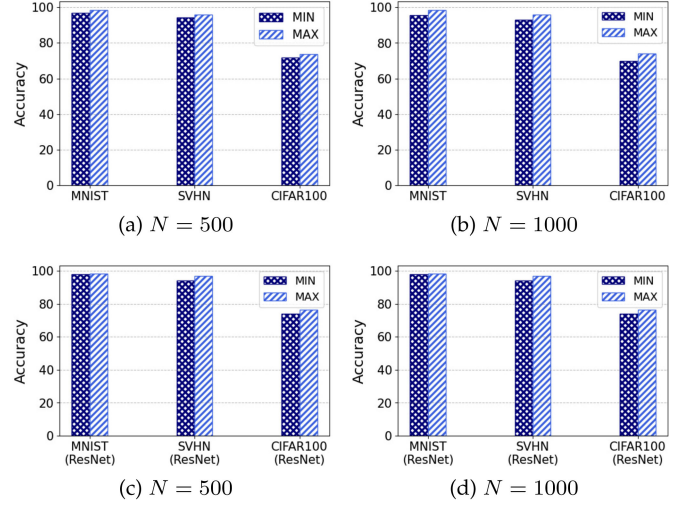 100
80
60
40
20
0
Accuracy
MIN
MAX
MNIST SVHN CIFAR100
(a) N = 500
100
80
60
40
20
0
Accuracy
MIN
MAX
MNIST SVHN CIFAR100
(b) N = 1000
100
80
60
40
20
0
Accuracy
MIN
MAX
MNIST SVHN CIFAR100
(ResNet) (ResNet) (ResNet)
(c) N = 500
100
80
60
40
20
0
Accuracy
MIN
MAX
MNIST SVHN CIFAR100
(ResNet) (ResNet) (ResNet)
(d) N = 1000